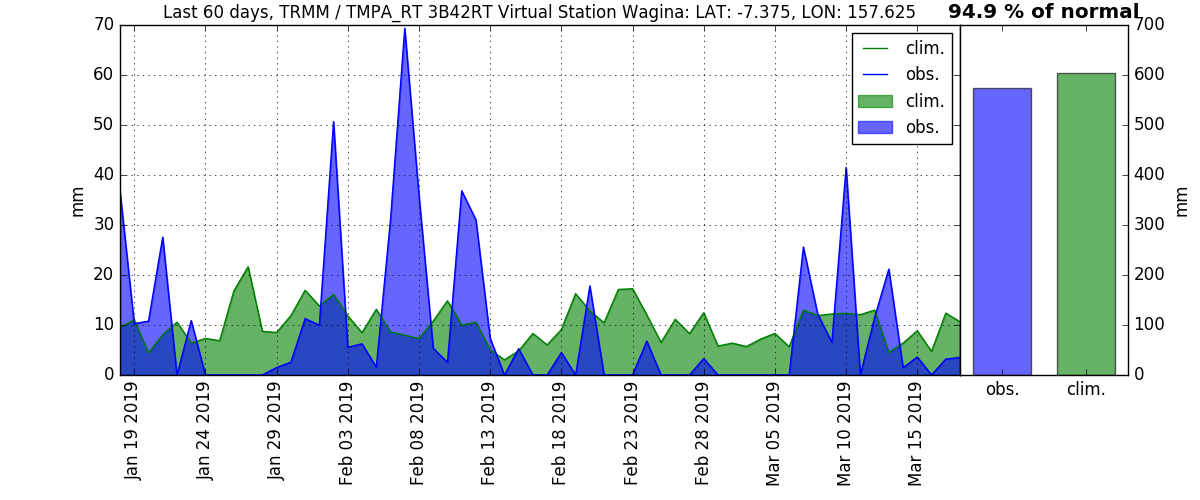 Last 60 days, TRMM / TMPA_RT 3B42RT Virtual Station Wagina: LAT: -7.375, LON: 157.625
94.9 % of normal
70
60
50
40
30
20
10
0
mm
clim.
obs.
clim.
obs.
Jan 19 2019
Jan 24 2019
Jan 29 2019
Feb 03 2019
Feb 08 2019
Feb 13 2019
Feb 18 2019
Feb 23 2019
Feb 28 2019
Mar 05 2019
Mar 10 2019
Mar 15 2019
700
600
500
400
300
200
100
0
mm
obs.
clim.